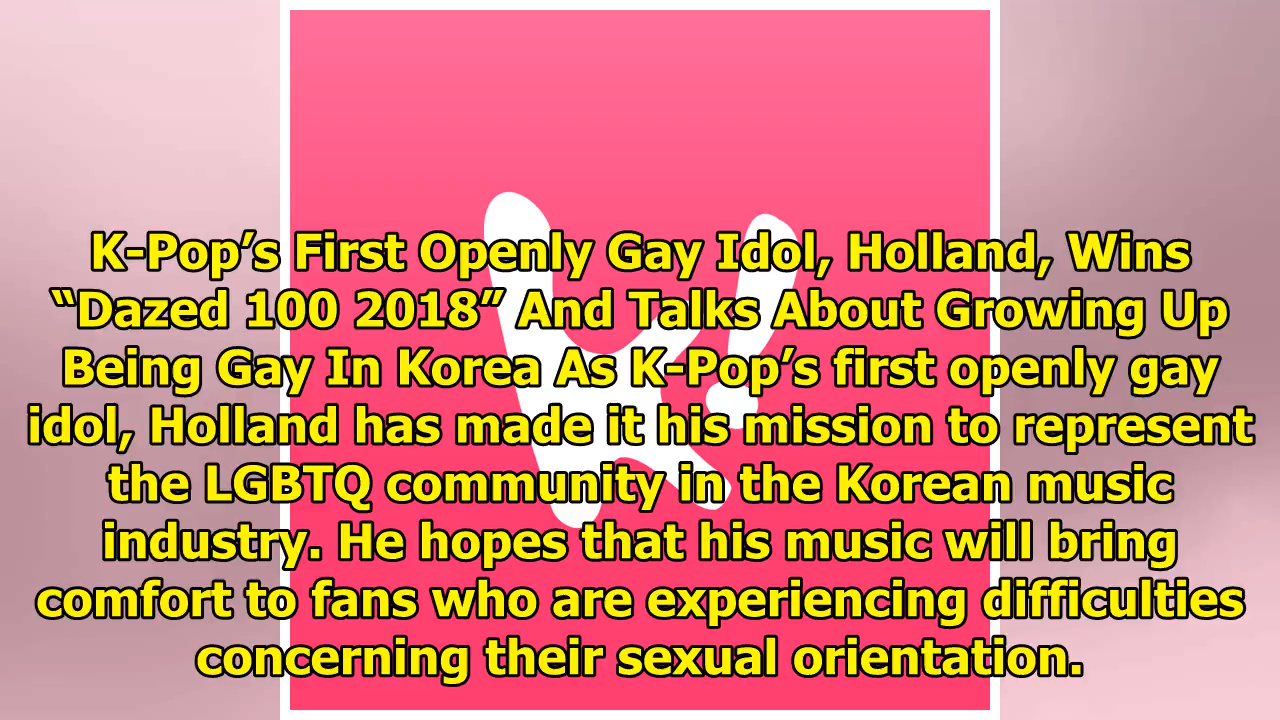 K-Pop’s First Openly Gay Idol, Holland, Wins
“Dazed 100 2018” And Talks About Growing Up
Being Gay In Korea As K-Pop’s first openly gay
idol, Holland has made it his mission to represent
the LGBTQ community in the Korean music
industry. He hopes that his music will bring
comfort to fans who are experiencing difficulties
concerning their sexual orientation.